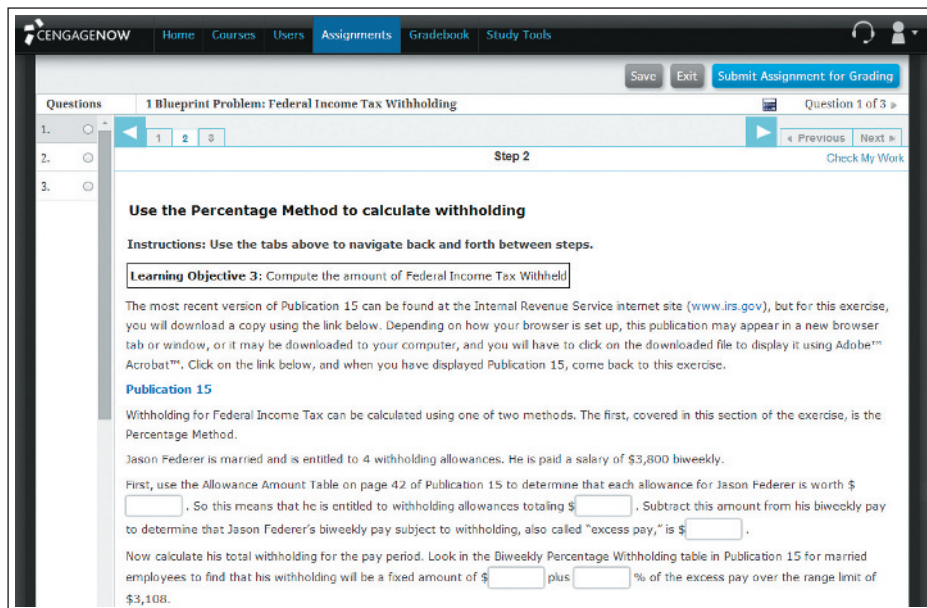 CENGAGENOW Home Courses Users Assignments Gradebook Study Tools
Save Exit Submit Assignment for Grading
Questions 1 Blueprint Problem: Federal Income Tax Withholding Question 1 of 3
1. 1 2 3 Previous Next
2. Step 2 Check My Work
3.
Use the Percentage Method to calculate withholding
Instructions: Use the tabs above to navigate back and forth between steps.
Learning Objective 3: Compute the amount of Federal Income Tax Withheld
The most recent version of Publication 15 can be found at the Internal Revenue Service internet site (www.irs.gov), but for this exercise,
you will download a copy using the link below. Depending on how your browser is set up, this publication may appear in a new browser
tab or window, or it may be downloaded to your computer, and you will have to click on the downloaded file to display it using Adobe™
Acrobat™. Click on the link below, and when you have displayed Publication 15, come back to this exercise.
Publication 15
Withholding for Federal Income Tax can be calculated using one of two methods. The first, covered in this section of the exercise, is the
Percentage Method.
Jason Federer is married and is entitled to 4 withholding allowances. He is paid a salary of $3,800 biweekly.
First, use the Allowance Amount Table on page 42 of Publication 15 to determine that each allowance for Jason Federer is worth $
. So this means that he is entitled to withholding allowances totaling $ . Subtract this amount from his biweekly pay
to determine that Jason Federer's biweekly pay subject to withholding, also called "excess pay," is $ .
Now calculate his total withholding for the pay period. Look in the Biweekly Percentage Withholding table in Publication 15 for married
employees to find that his withholding will be a fixed amount of $ plus % of the excess pay over the range limit of
$3,108.